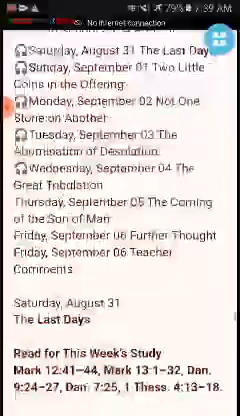 79% 7:39 AM
No internet connection
Saturday, August 31 The Last Days
Sunday, September 01 Two Little
Coins in the Offering
Monday, September 02 Not One
Stone on Another
Tuesday, September 03 The
Abomination of Desolation
Wednesday, September 04 The
Great Tribulation
Thursday, September 05 The Coming
of the Son of Man
Friday, September 06 Further Thought
Friday, September 06 Teacher
Comments
Saturday, August 31
The Last Days
Read for This Week's Study
Mark 12:41–44, Mark 13:1–32, Dan.
9:24–27, Dan. 7:25, 1 Thess. 4:13–18.